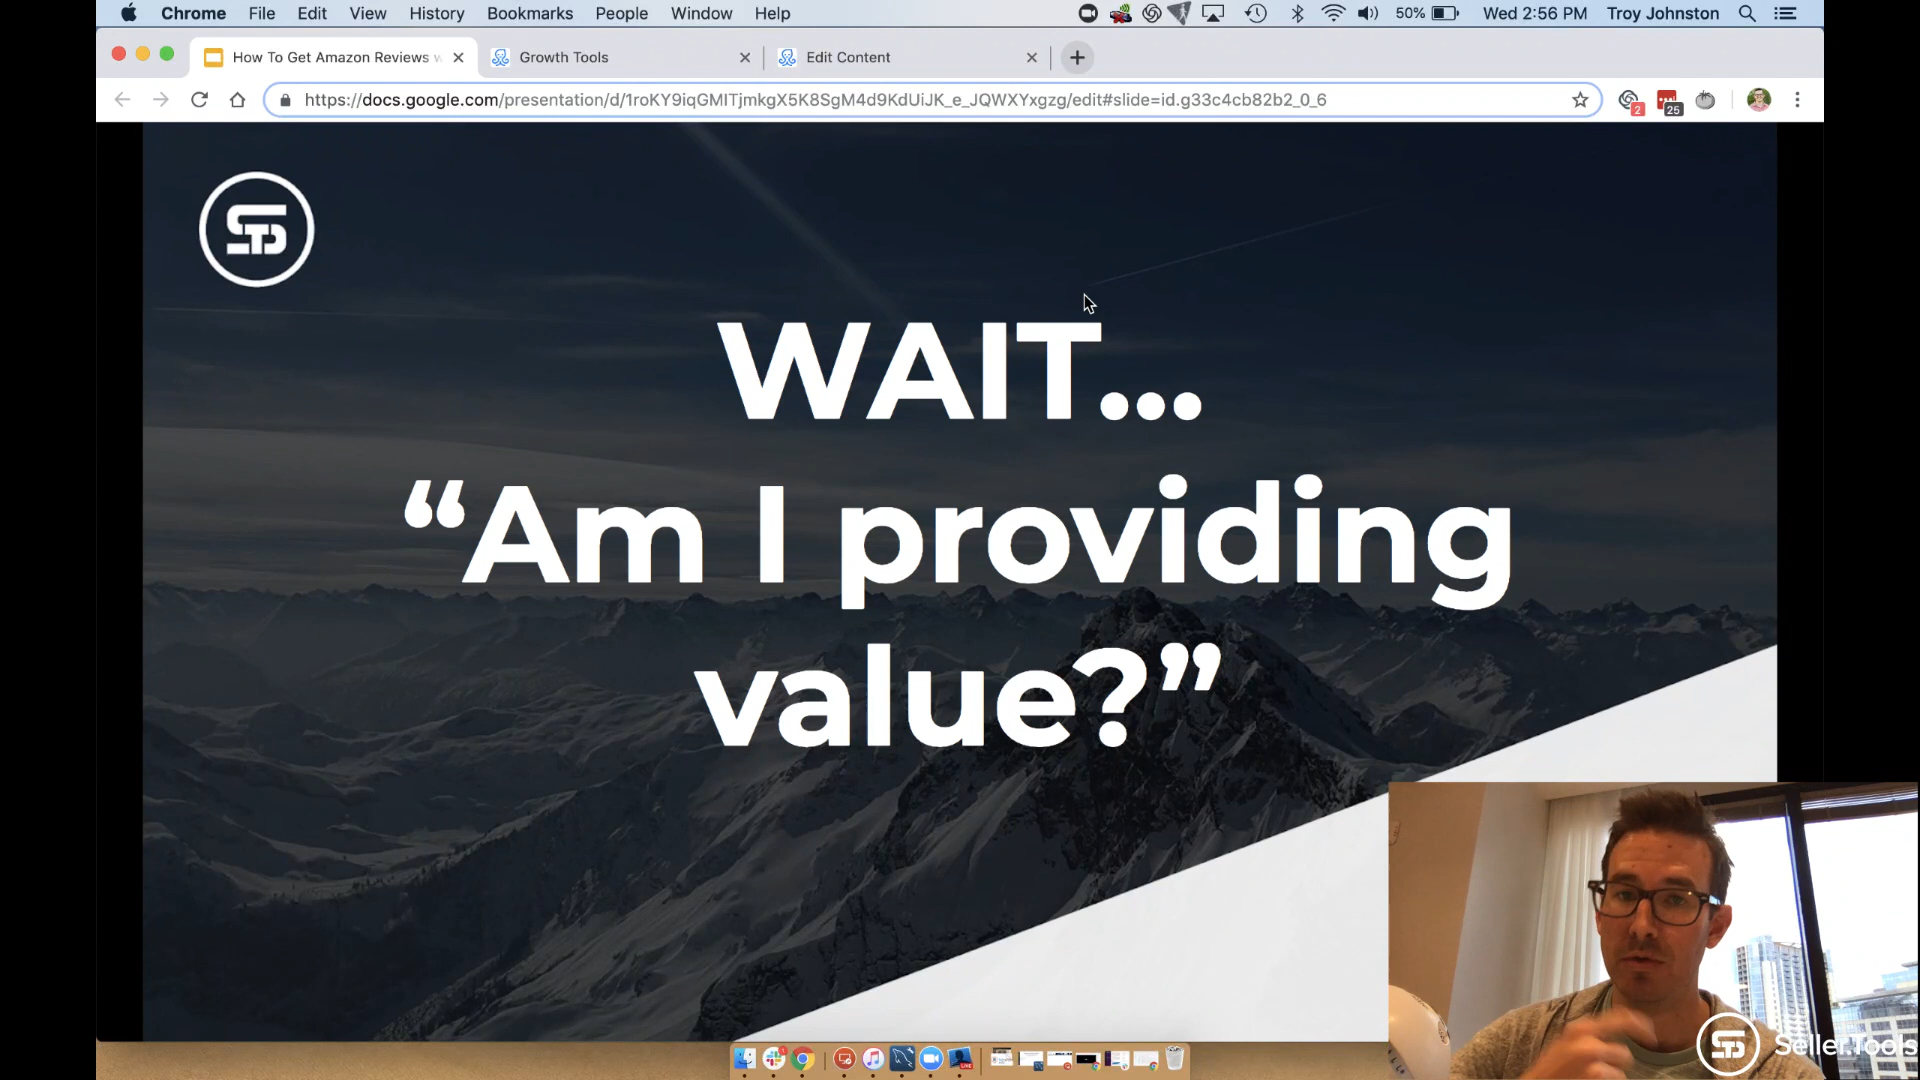 Chrome File Edit View History Bookmarks People Window Help 50% Wed 2:56 PM Troy Johnston
How To Get Amazon Reviews w Growth Tools Edit Content
https://docs.google.com/presentation/d/1roKY9iqGMITjmkgX5K8SgM4d9KdUiJK_e_JQWXYxgzg/edit#slide=id.g33c4cb82b2_0_6 2 25
WAIT...
“Am I providing
value?”
Seller.Tools